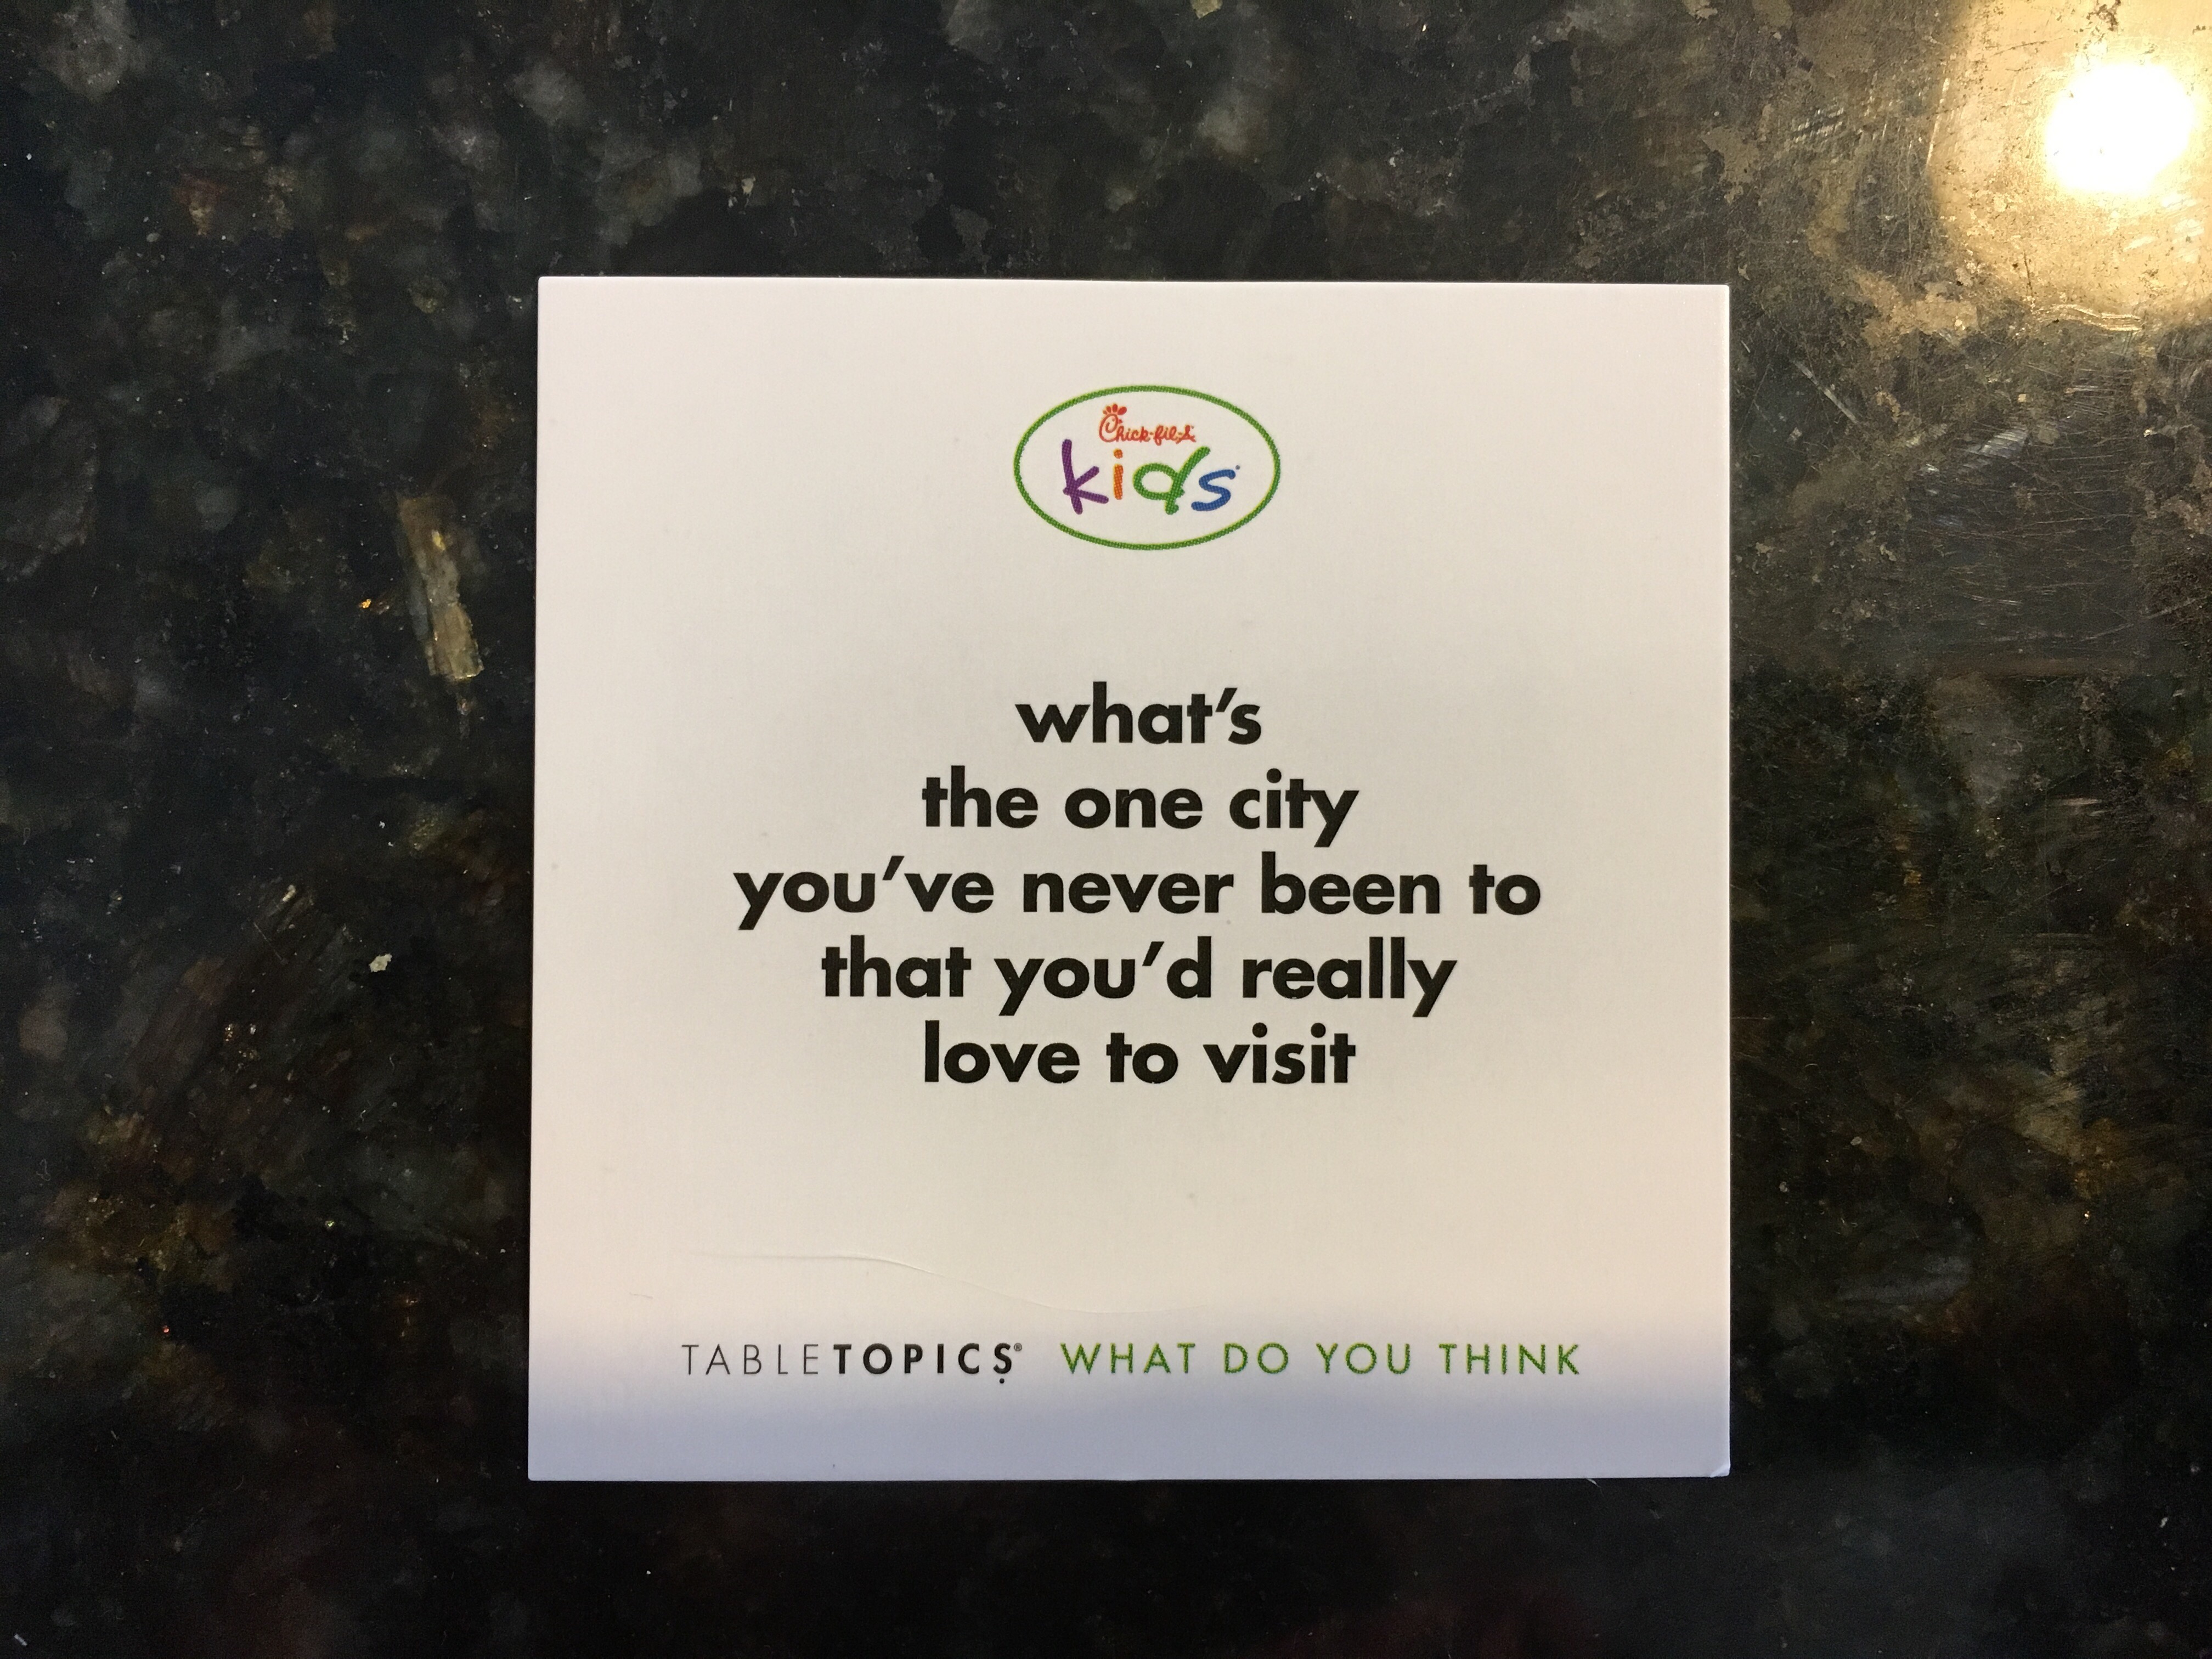 Chick-fil-A
kids®
what's
the one city
you've never been to
that you'd really
love to visit
TABLETOPICS® WHAT DO YOU THINK